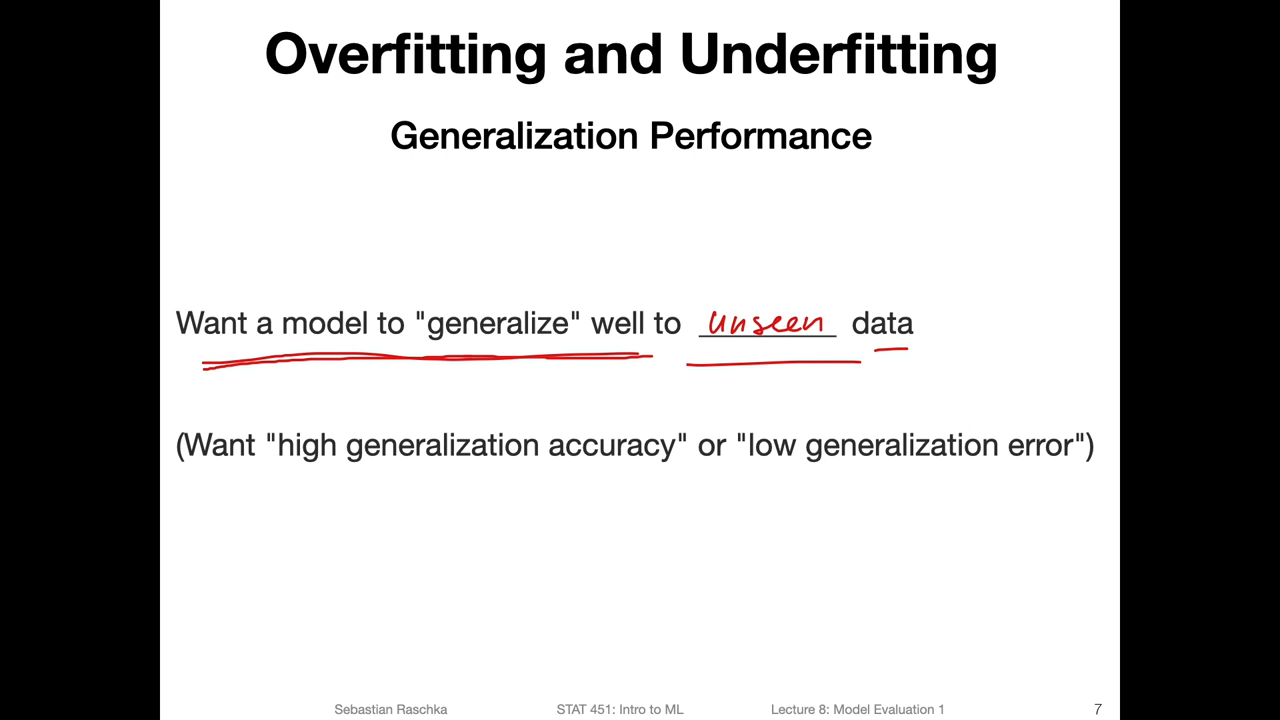 Overfitting and Underfitting
Generalization Performance
Want a model to "generalize" well to unseen data
(Want "high generalization accuracy" or "low generalization error")
Sebastian Raschka STAT 451: Intro to ML Lecture 8: Model Evaluation 1 7